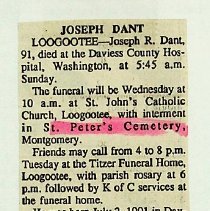 JOSEPH DANT
LOOGOOTEE—Joseph R. Dant,
91, died at the Daviess County Hos-
pital, Washington, at 5:45 a.m.
Sunday.
The funeral will be Wednesday at
10 a.m. at St. John's Catholic
Church, Loogootee, with interment
in St. Peter's Cemetery,
Montgomery.
Friends may call from 4 to 8 p.m.
Tuesday at the Titzer Funeral Home,
Loogootee, with parish rosary at 6
p.m. followed by K of C services at
the funeral home.